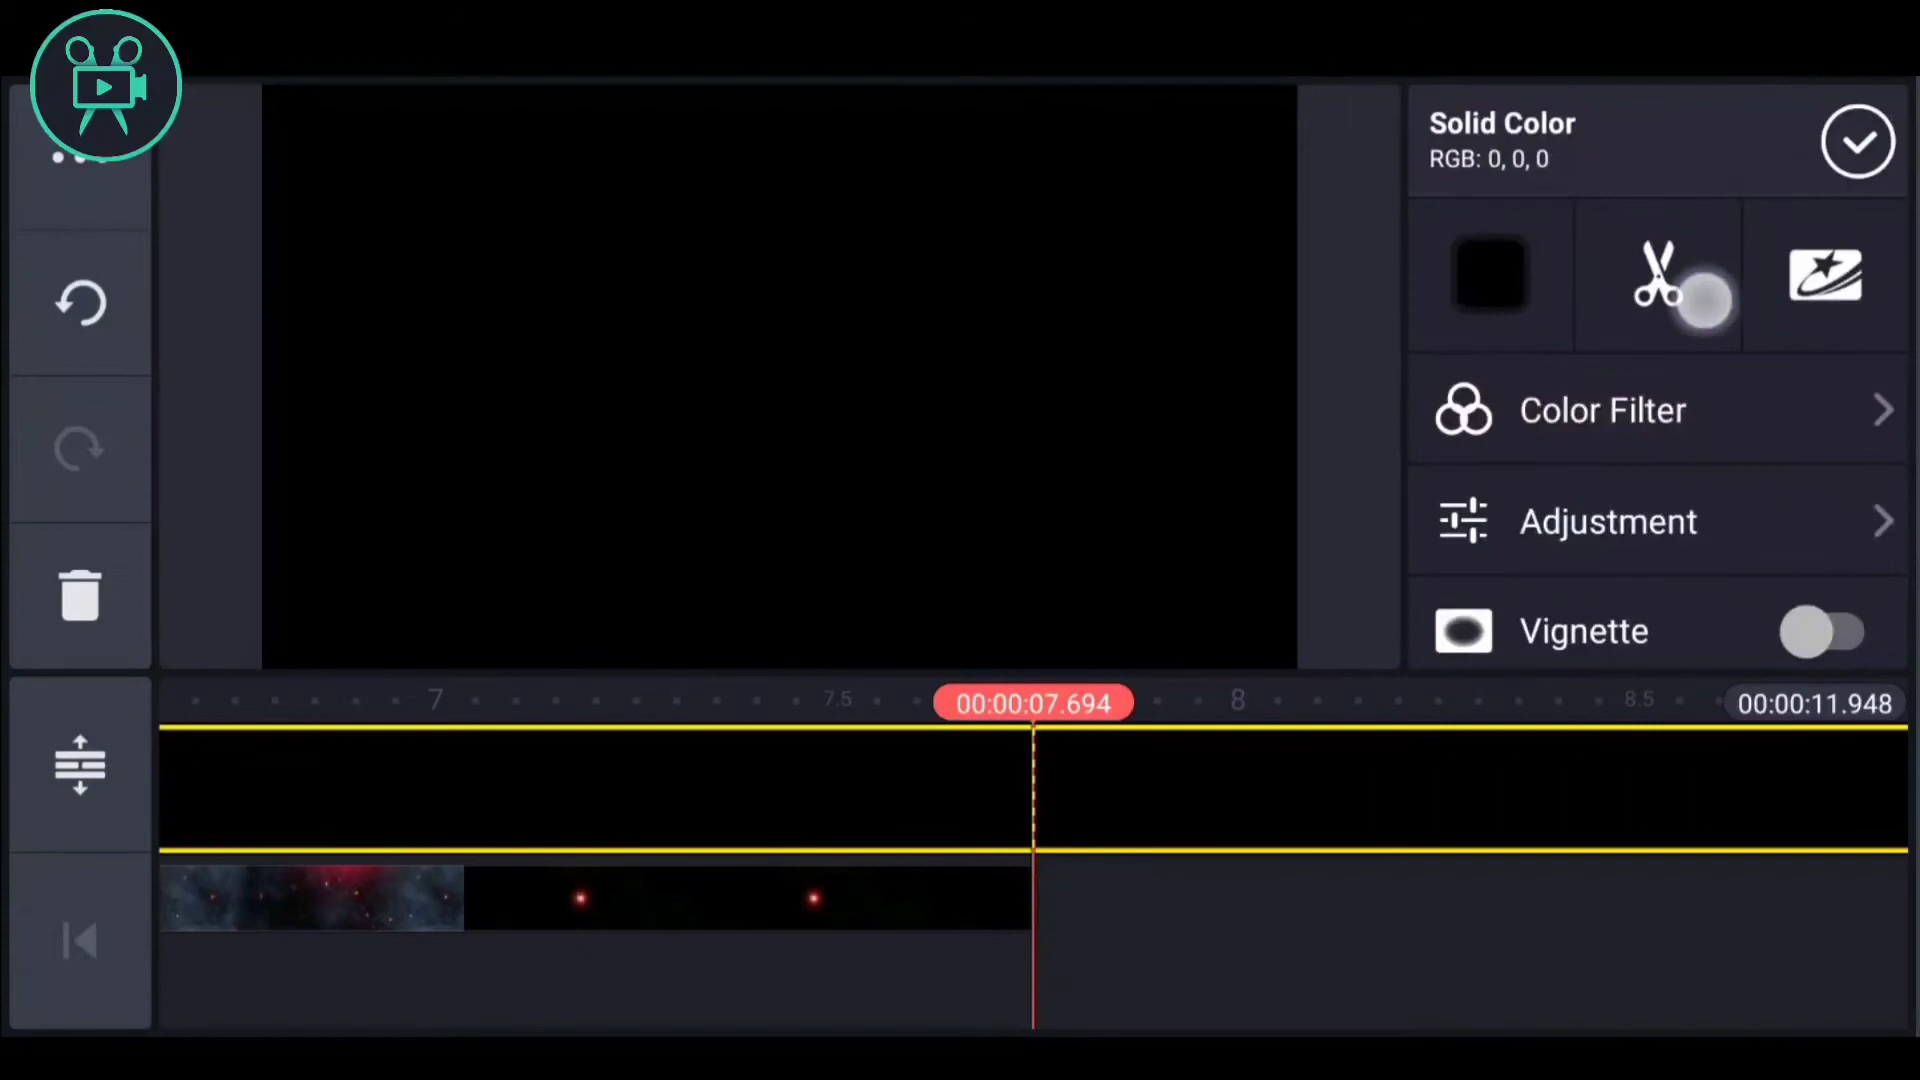 Solid Color
RGB: 0, 0, 0
Color Filter
Adjustment
Vignette
7
7.5
00:00:07.694
8
8.5
00:00:11.948